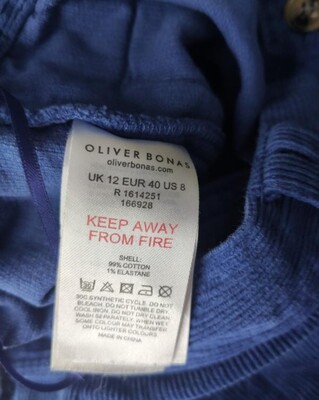 OLIVER BONAS
oliverbonas.com
UK 12 EUR 40 US 8
R 1614251
166928
KEEP AWAY
FROM FIRE
SHELL:
99% COTTON
1% ELASTANE
30C SYNTHETIC CYCLE. DO NOT
BLEACH. DO NOT TUMBLE DRY.
COOL IRON. DO NOT DRY CLEAN.
WASH SEPARATELY. WHEN WET
SOME COLOUR MAY TRANSFER
ONTO LIGHTER COLOURS.
MADE IN